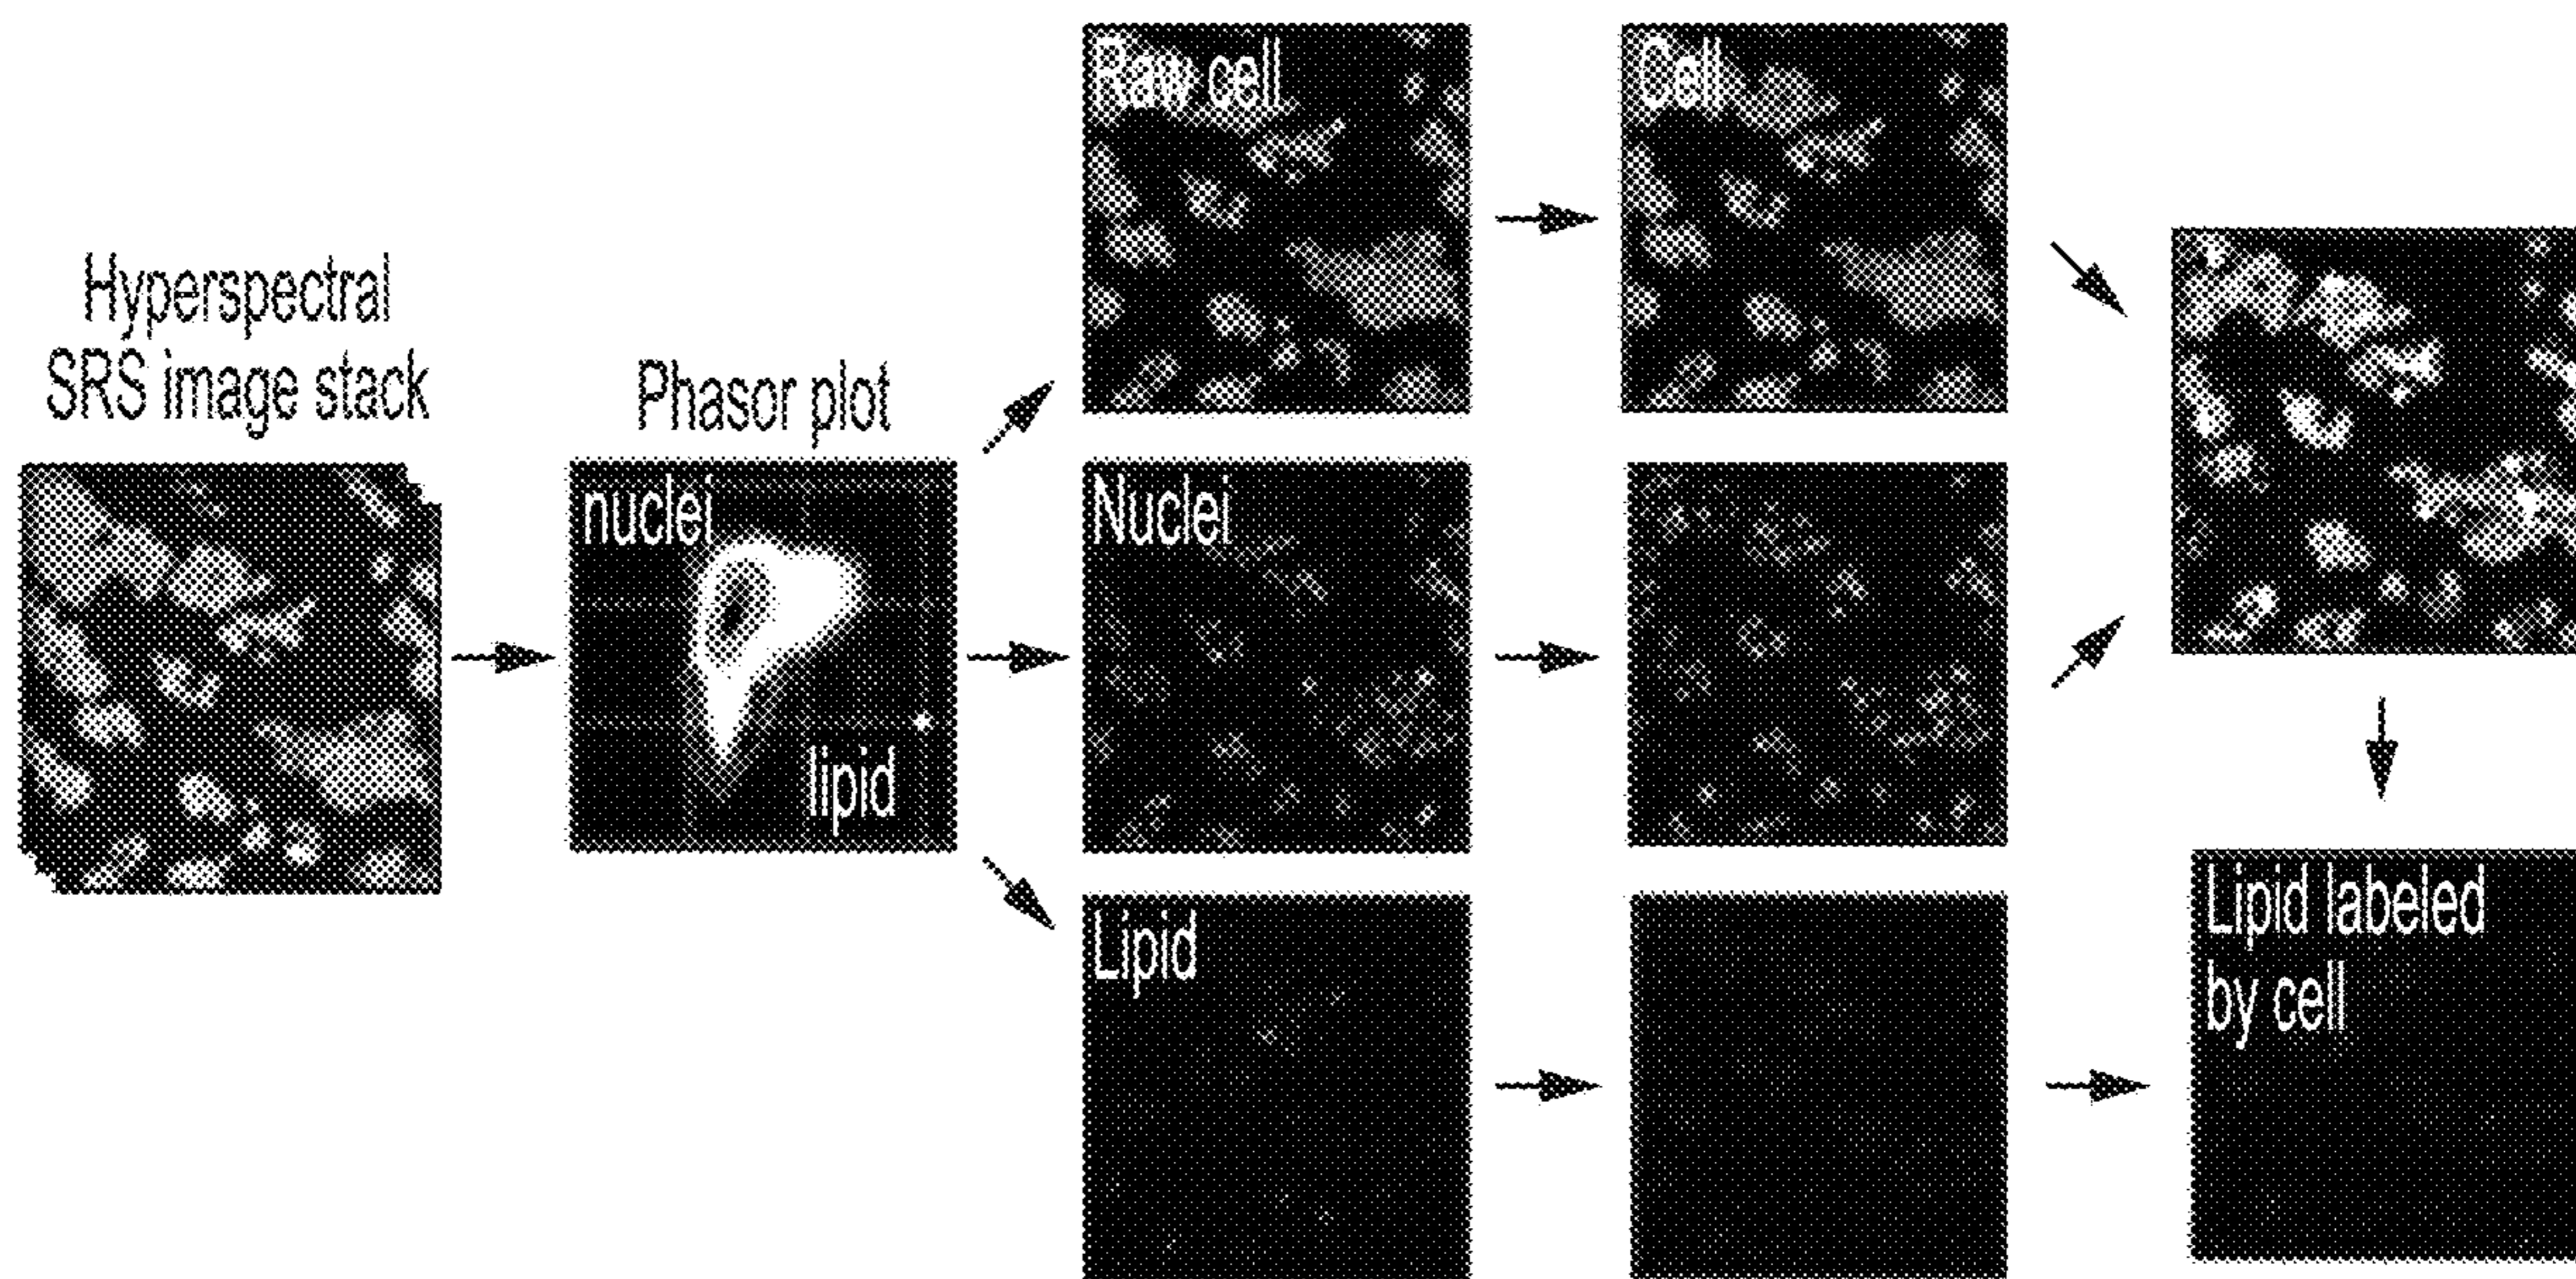 Hyperspectral
SRS image stack
Phasor plot
nuclei
lipid
Raw cell
Cell
Nuclei
Lipid
Lipid labeled
by cell